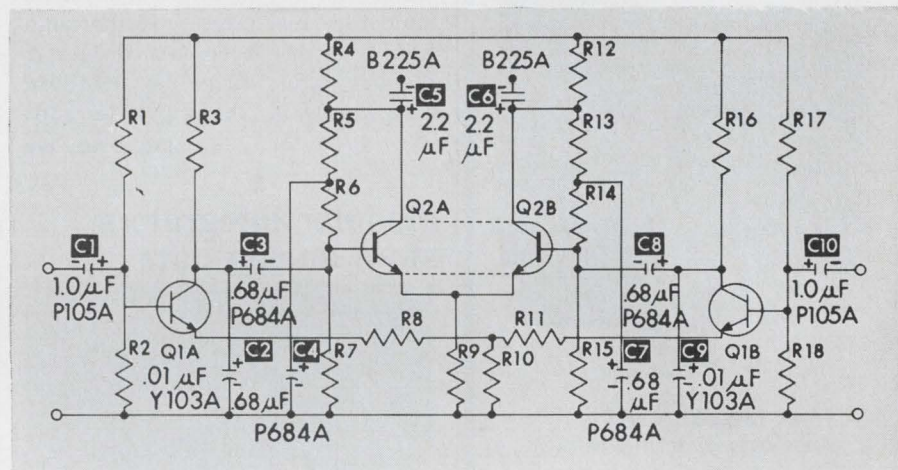 R4
B225A
B225A
R12
C5
C6
R1
R3
R5
2.2
µF
2.2
µF
R13
R16
R17
R6
Q2A
Q2B
R14
C1
C3
C8
C10
1.0µF
P105A
.68µF
P684A
.68µF
P684A
1.0µF
P105A
R8
R11
R2
Q1A
C2
C4
R7
R9
R10
R15
C7
C9
Q1B
R18
.01µF
Y103A
.68µF
.68
µF
.01µF
Y103A
P684A
P684A